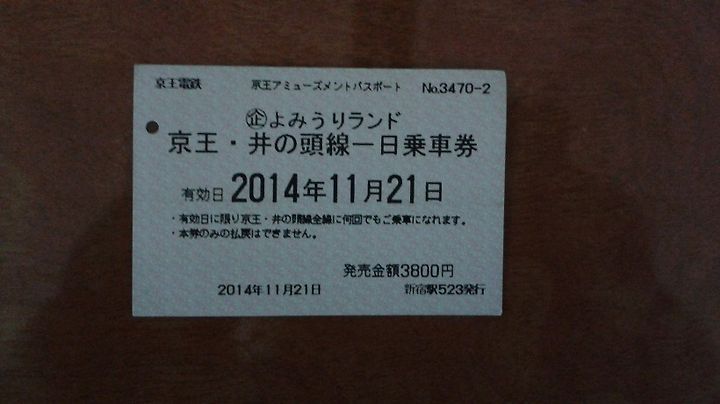 京王電鉄 京王アミューズメントパスポート No.3470-2
㊭よみうりランド
京王・井の頭線一日乗車券
有効日 2014年11月21日
・有効日に限り京王・井の頭線全線に何回でもご乗車になれます。
・本券のみの払戻はできません。
発売金額3800円
2014年11月21日 新宿駅523発行